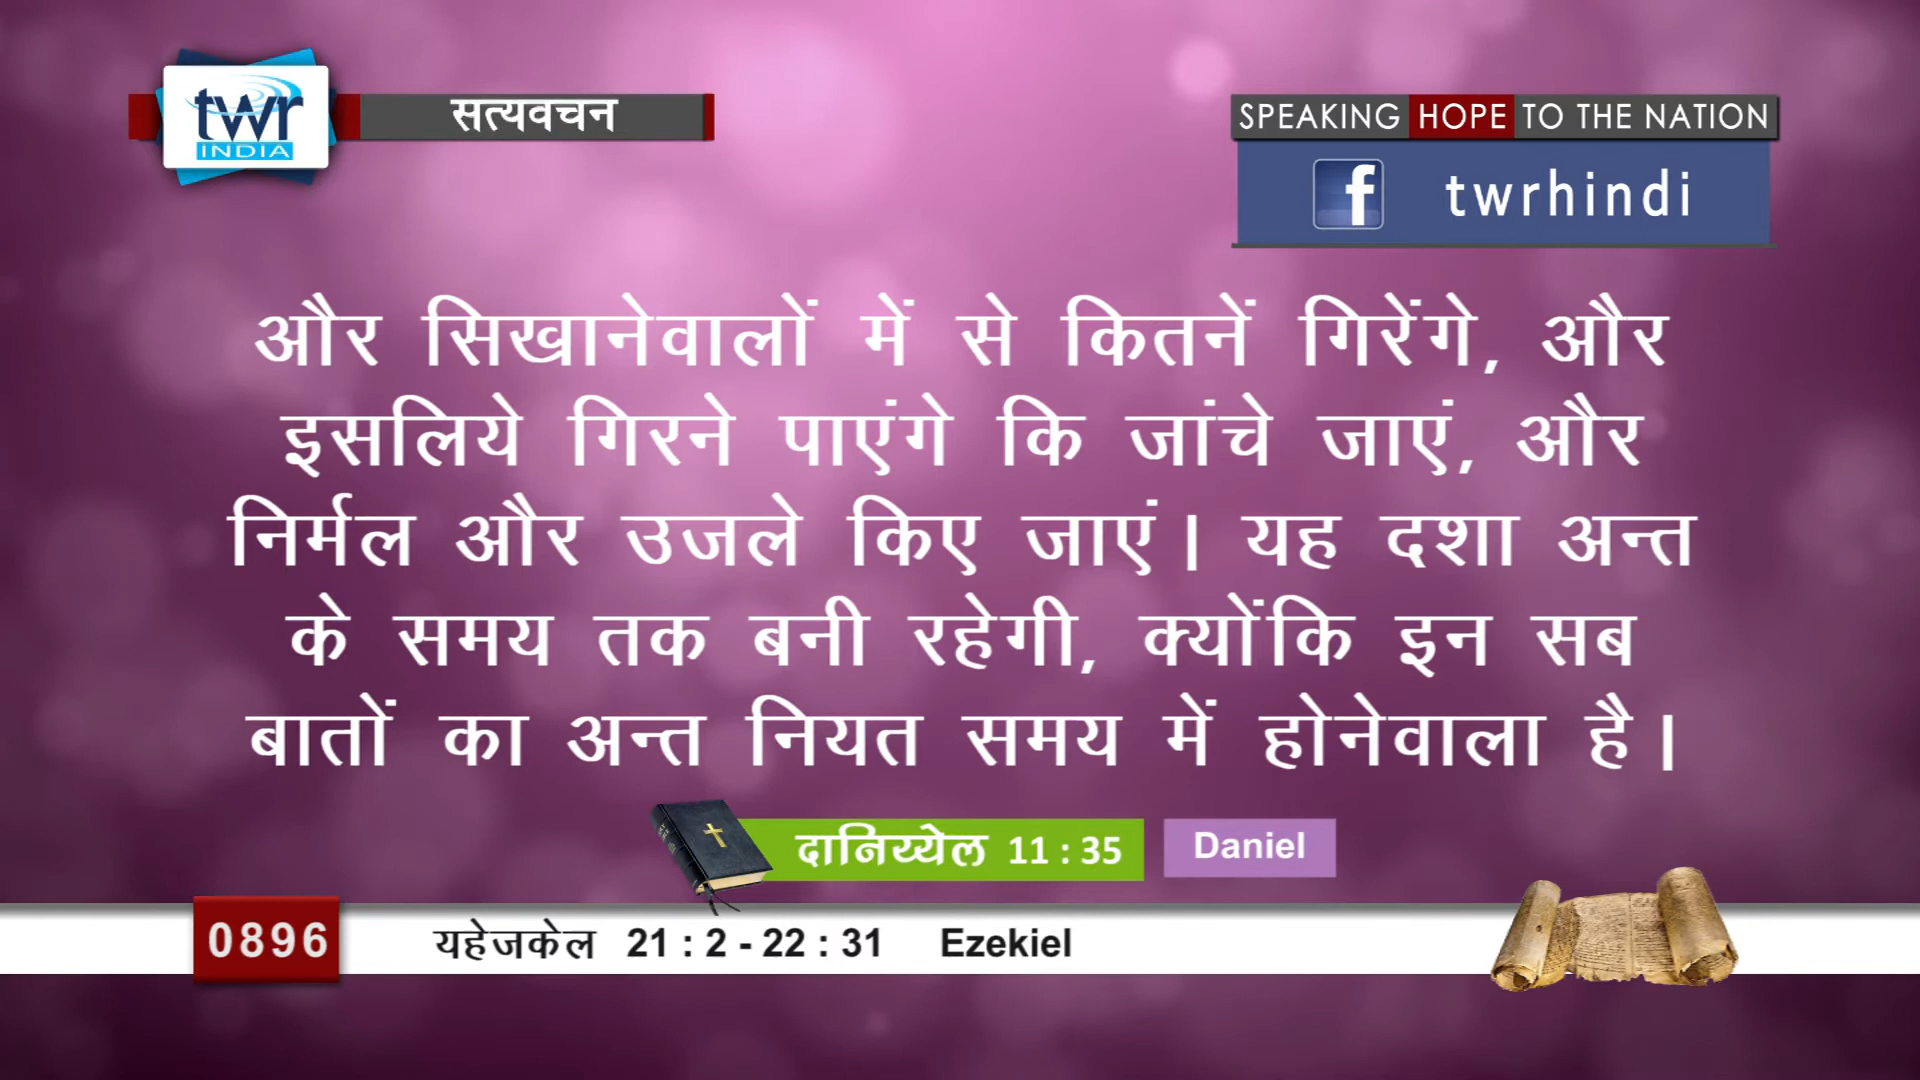 twr
INDIA
सत्यवचन
SPEAKING HOPE TO THE NATION
f twrhindi
और सिखानेवालों में से कितनें गिरेंगे, और
इसलिये गिरने पाएंगे कि जांचे जाएं, और
निर्मल और उजले किए जाएं। यह दशा अन्त
के समय तक बनी रहेगी, क्योंकि इन सब
बातों का अन्त नियत समय में होनेवाला है।
दानिय्येल 11 : 35 Daniel
0896 यहेजकेल 21 : 2 - 22 : 31 Ezekiel